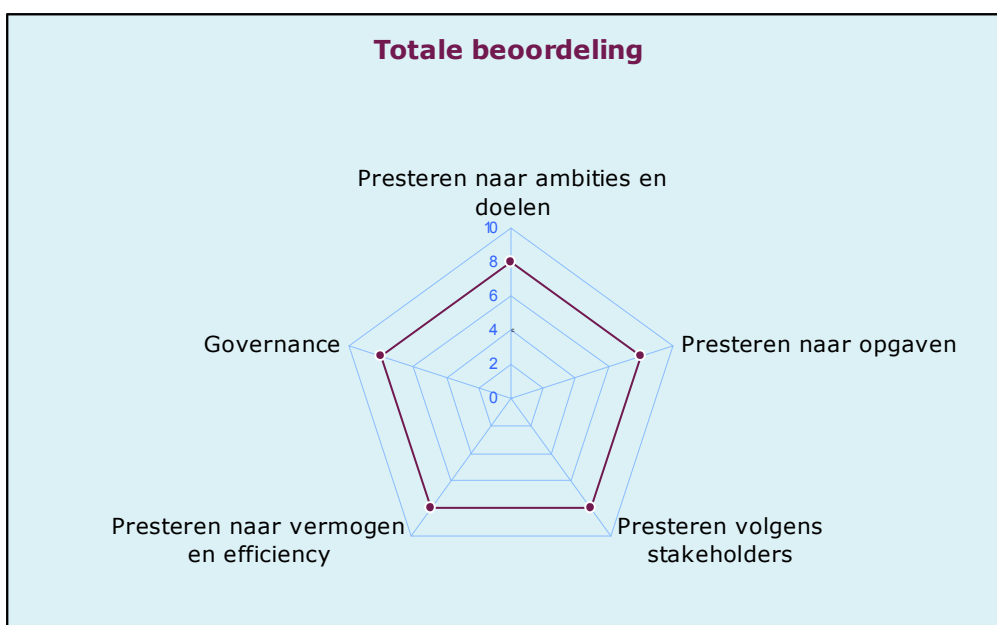 Totale beoordeling
Presteren naar ambities en
doelen
10
8
6
4
2
0
Governance
Presteren naar opgaven
Presteren naar vermogen
en efficiency
Presteren volgens
stakeholders